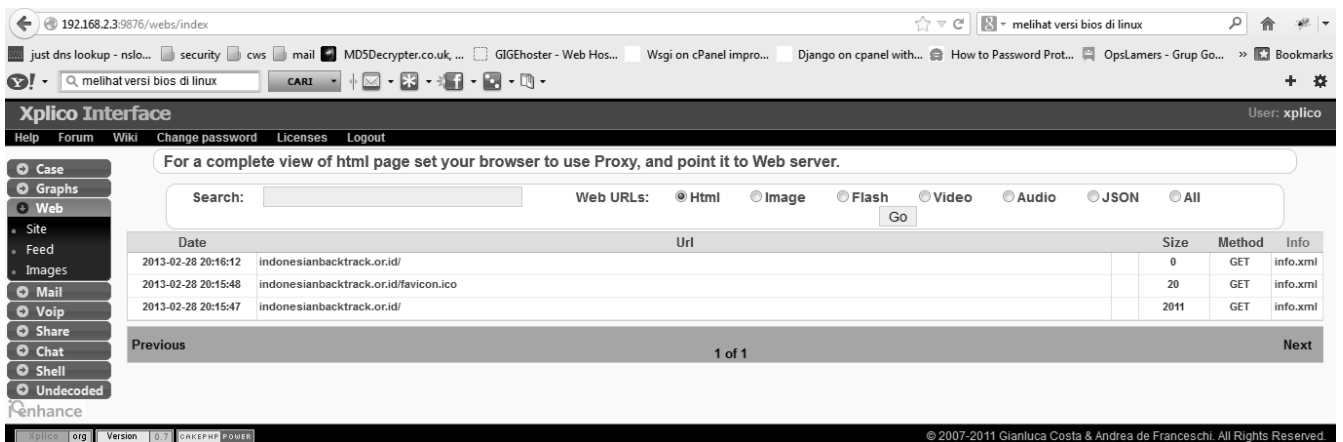 192.168.2.3:9876/webs/index
melihat versi bios di linux
just dns lookup - nslo... security cws mail MD5Decrypter.co.uk, ... GIGEhoster - Web Hos... Wsgi on cPanel impro... Django on cpanel with... How to Password Prot... OpsLamers - Grup Go... » Bookmarks
Y! melihat versi bios di linux CARI
Xplico Interface User: xplico
Help Forum Wiki Change password Licenses Logout
For a complete view of html page set your browser to use Proxy, and point it to Web server.
Search: Web URLs: Html Image Flash Video Audio JSON All
Go
Case
Graphs
Web
Site
Feed
Images
Mail
Voip
Share
Chat
Shell
Undecoded
Date Url Size Method Info
2013-02-28 20:16:12 indonesianbacktrack.or.id/ 0 GET info.xml
2013-02-28 20:15:48 indonesianbacktrack.or.id/favicon.ico 20 GET info.xml
2013-02-28 20:15:47 indonesianbacktrack.or.id/ 2011 GET info.xml
Previous 1 of 1 Next
enhance
Xplico org Version 0.7 CAKEPHP POWER © 2007-2011 Gianluca Costa & Andrea de Franceschi. All Rights Reserved.